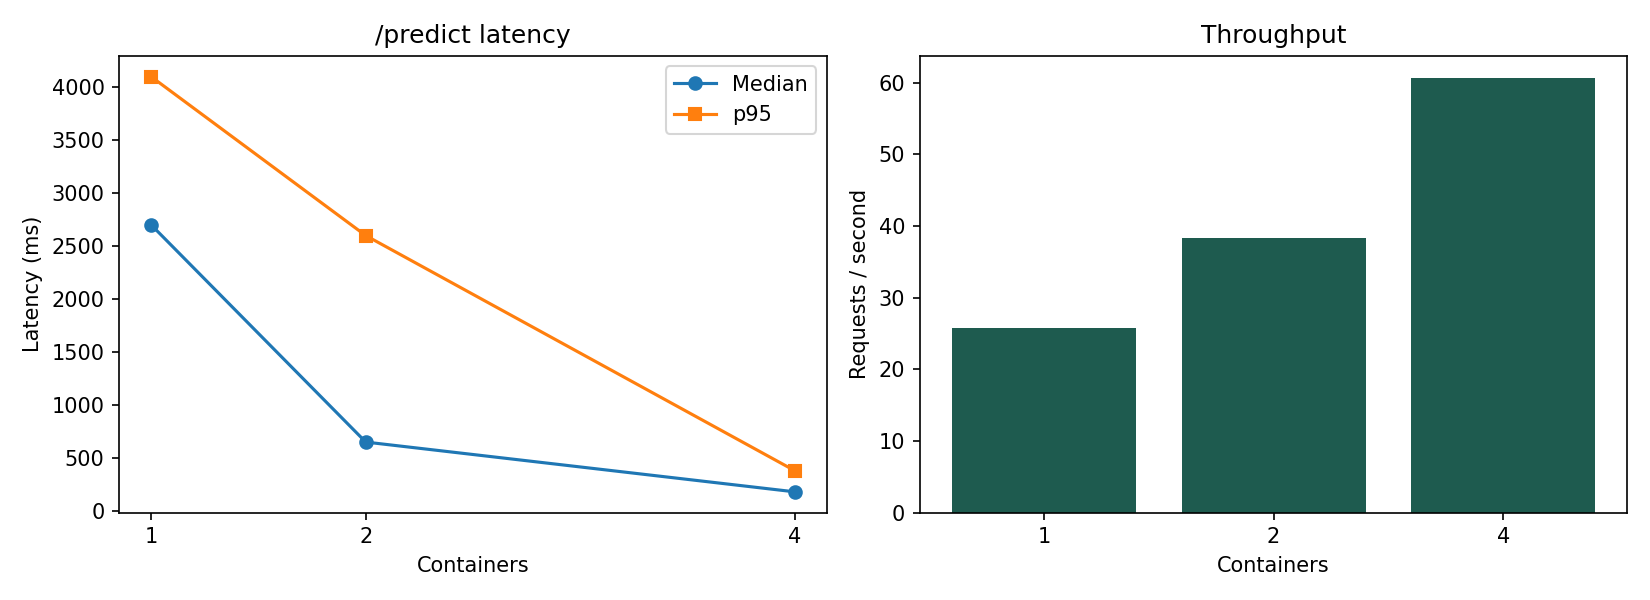 /predict latency
Latency (ms)
4000
3500
3000
2500
2000
1500
1000
500
0
Median
p95
1
2
4
Containers
Throughput
Requests / second
60
50
40
30
20
10
0
1
2
4
Containers